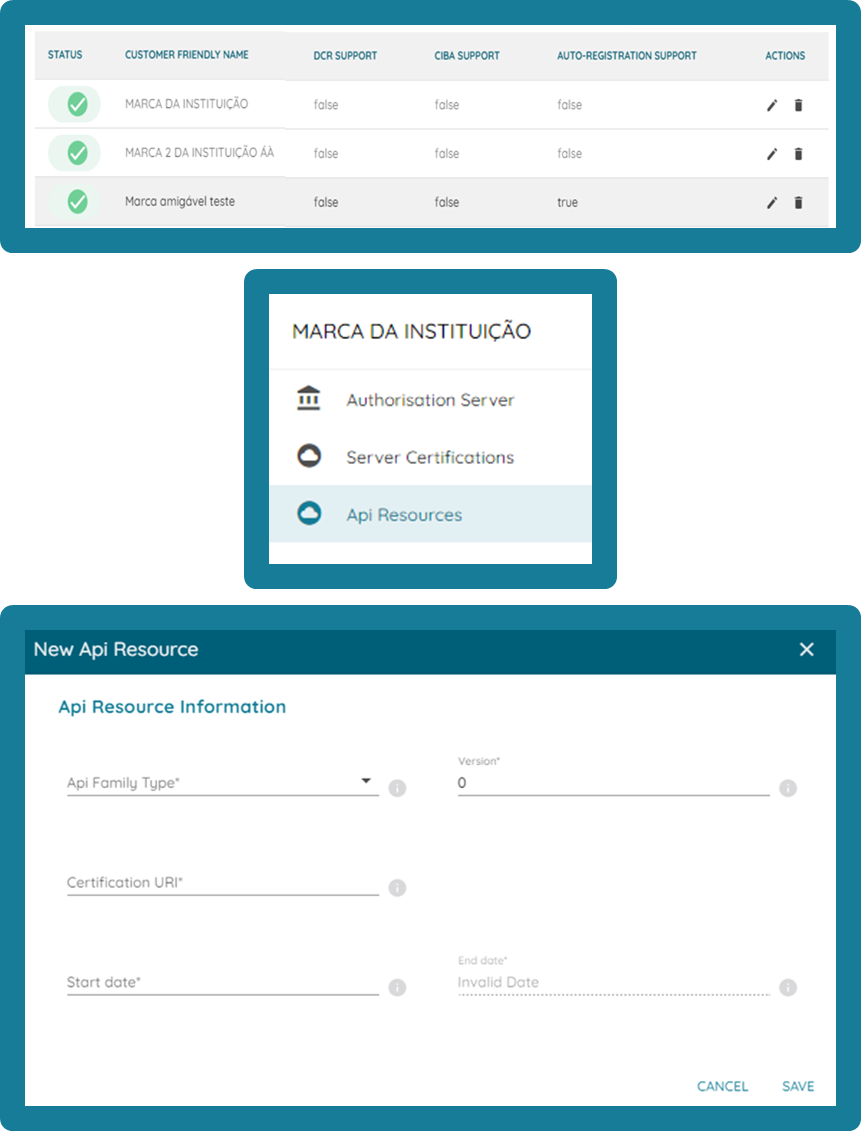 STATUS CUSTOMER FRIENDLY NAME DCR SUPPORT CIBA SUPPORT AUTO-REGISTRATION SUPPORT ACTIONS
MARCA DA INSTITUIÇÃO false false false
MARCA 2 DA INSTITUIÇÃO ÁÀ false false false
Marca amigável teste false false true
MARCA DA INSTITUIÇÃO
Authorisation Server
Server Certifications
Api Resources
New Api Resource
Api Resource Information
Version*
Api Family Type* 0
Certification URI*
End date*
Start date* Invalid Date
CANCEL SAVE